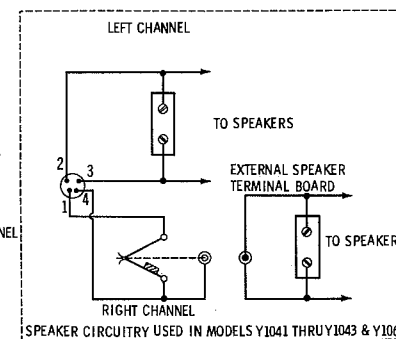 LEFT CHANNEL
TO SPEAKERS
2
3
1
4
EXTERNAL SPEAKER
TERMINAL BOARD
NEL
TO SPEAKER
RIGHT CHANNEL
SPEAKER CIRCUITRY USED IN MODELS Y1041 THRU Y1043 & Y106